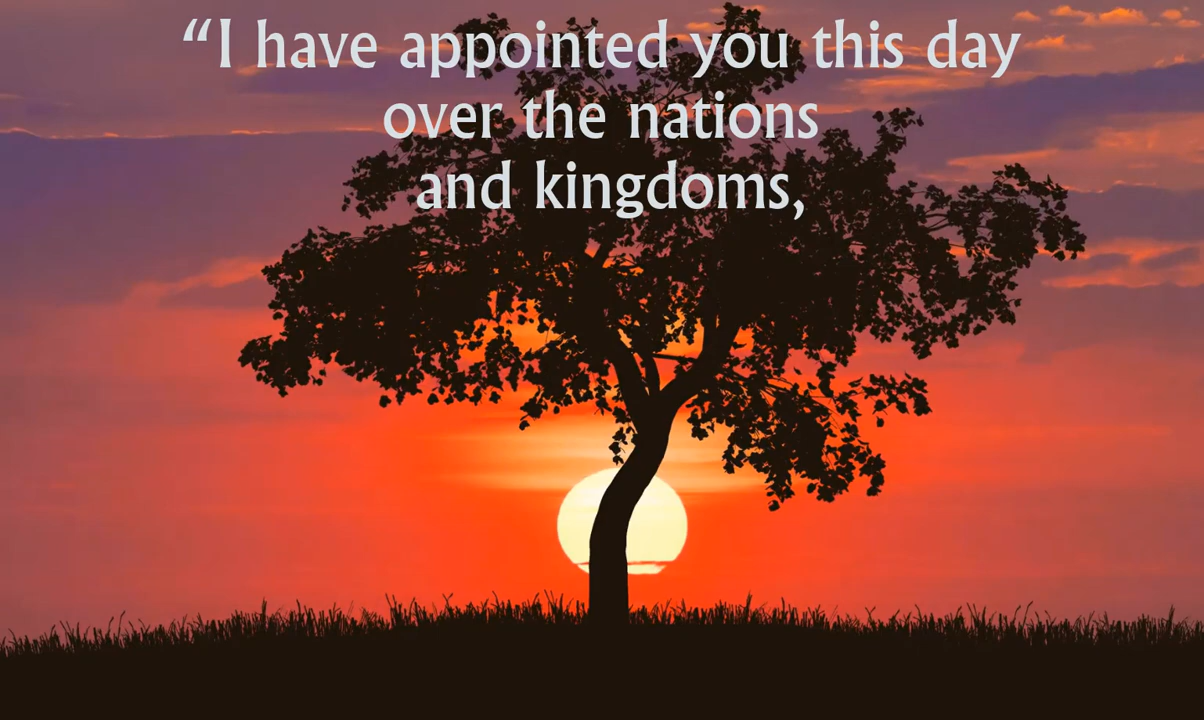 “I have appointed you this day
over the nations
and kingdoms,